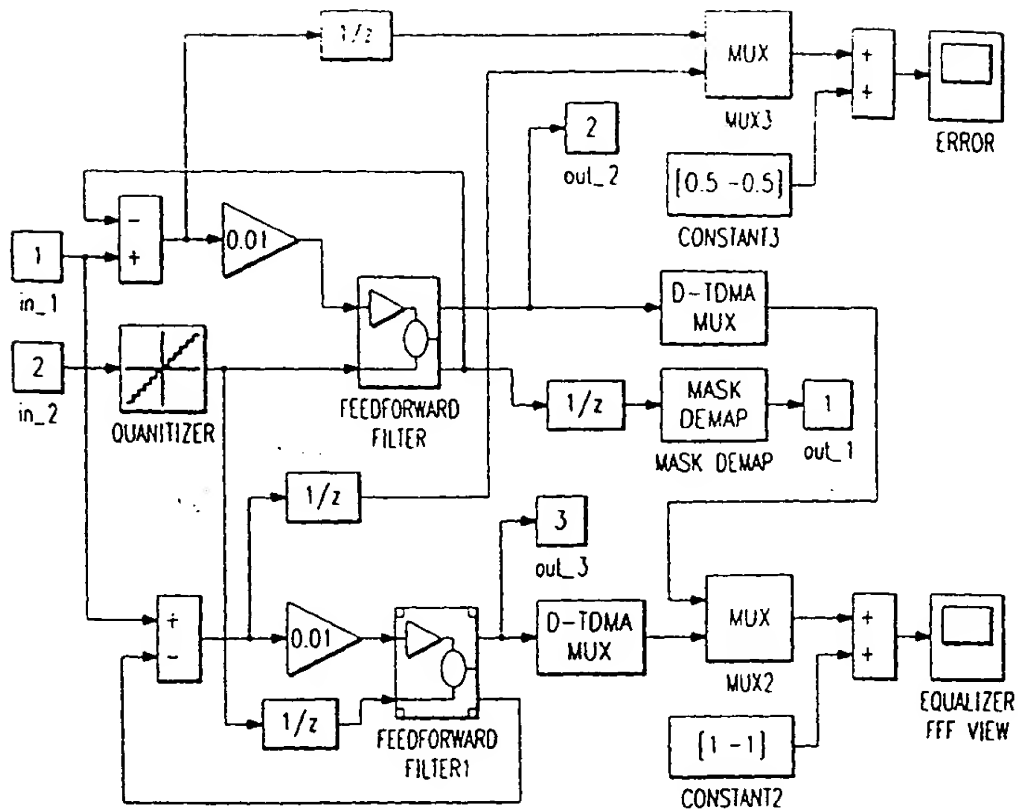 1/z
MUX
MUX3
+
+
ERROR
2
out_2
[0.5 -0.5]
CONSTANT3
-
+
0.01
1
in_1
D-TDMA
MUX
2
in_2
QUANITIZER
FEEDFORWARD
FILTER
1/z
MASK
DEMAP
MASK DEMAP
1
out_1
1/z
3
out_3
+
-
0.01
D-TDMA
MUX
MUX
MUX2
+
+
EQUALIZER
FFF VIEW
1/z
FEEDFORWARD
FILTER1
[1 -1]
CONSTANT2